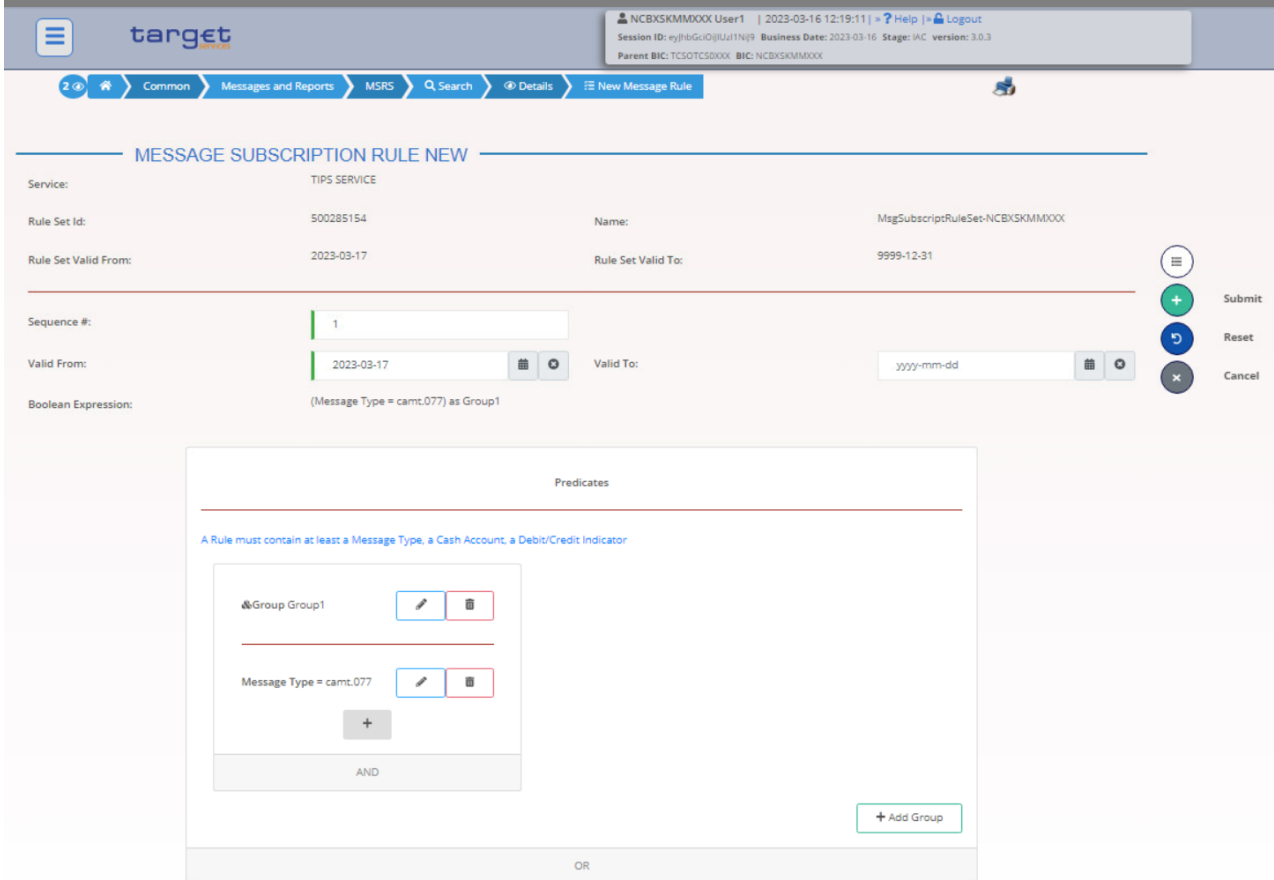 NCBXSKMMXXX User1 | 2023-03-16 12:19:11| » ? Help |» Logout
target
services
Session ID: eyJhbGciOiJIUzI1NiJ9 Business Date: 2023-03-16 Stage: IAC version: 3.0.3
Parent BIC: TCSOTCS0XXX BIC: NCBXSKMMXXX
2 Common Messages and Reports MSRS Search Details New Message Rule
MESSAGE SUBSCRIPTION RULE NEW
Service: TIPS SERVICE
Rule Set Id: 500285154 Name: MsgSubscriptRuleSet-NCBXSKMMXXX
Rule Set Valid From: 2023-03-17 Rule Set Valid To: 9999-12-31
Submit
Sequence #: 1
Reset
Valid From: 2023-03-17 Valid To: yyyy-mm-dd
Cancel
Boolean Expression: (Message Type = camt.077) as Group1
Predicates
A Rule must contain at least a Message Type, a Cash Account, a Debit/Credit Indicator
&Group Group1
Message Type = camt.077
+
AND
+ Add Group
OR